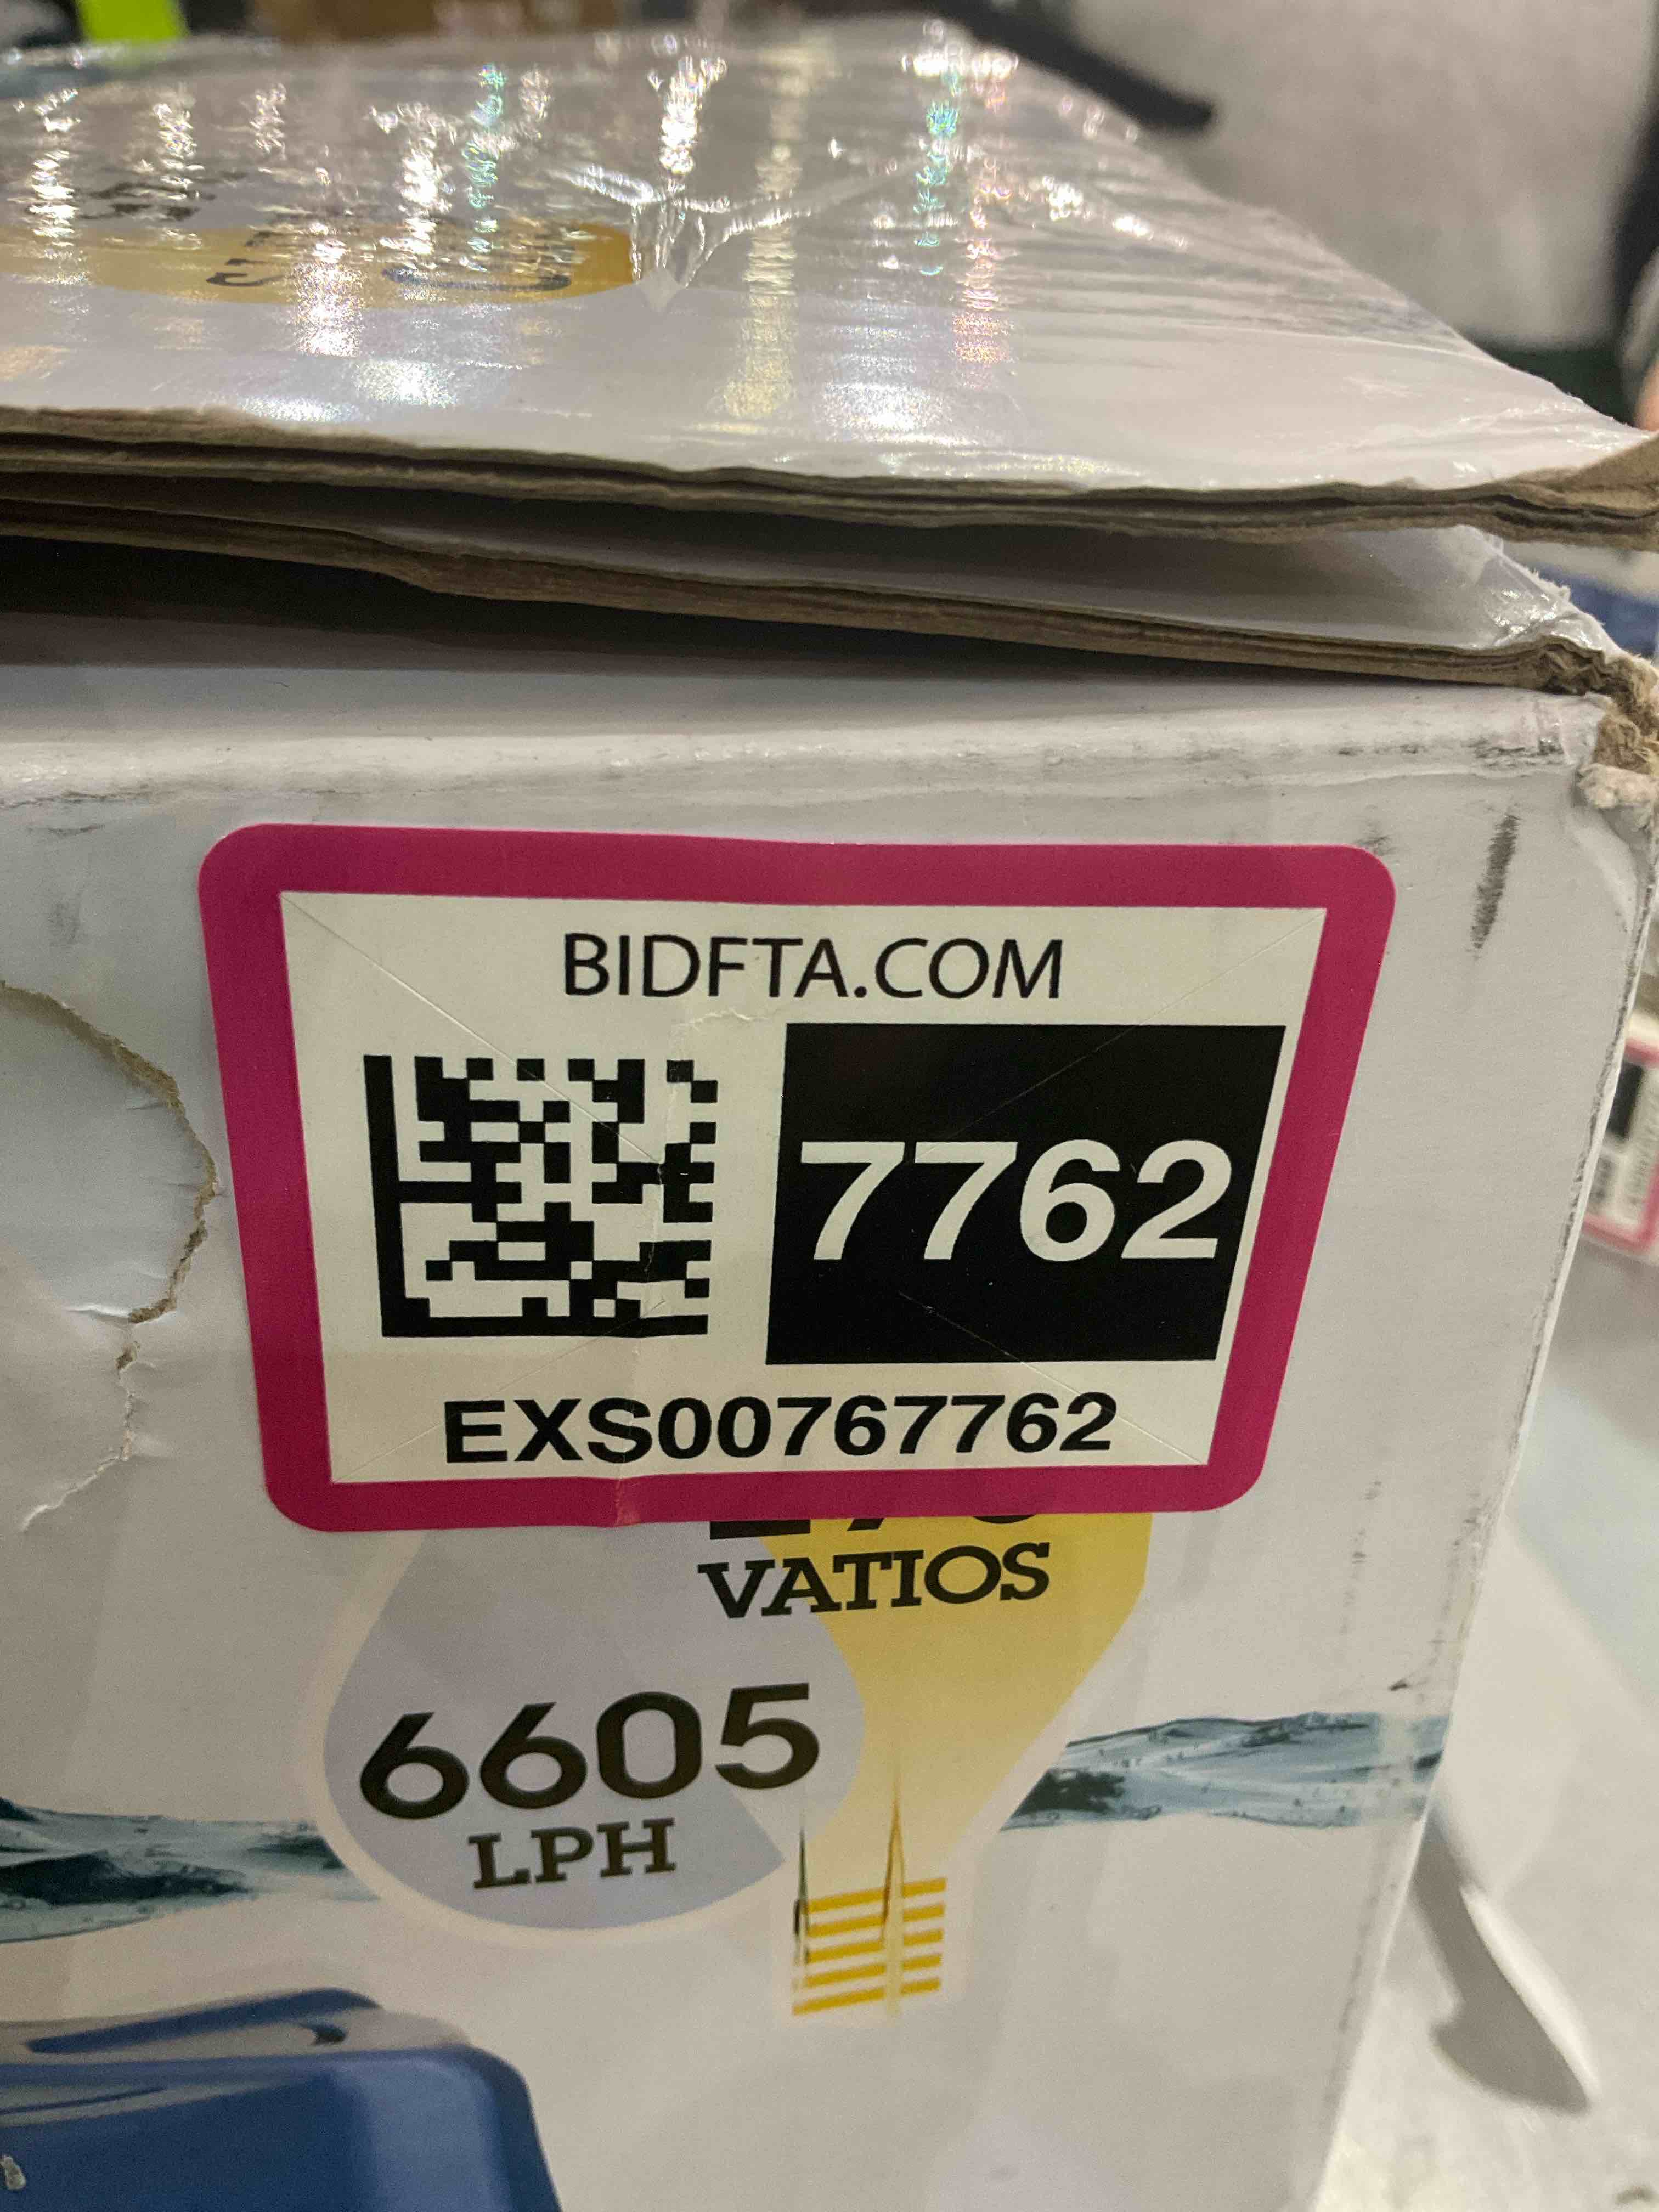 BIDFTA.COM
7762
EXS00767762
VATIOS
6605
LPH